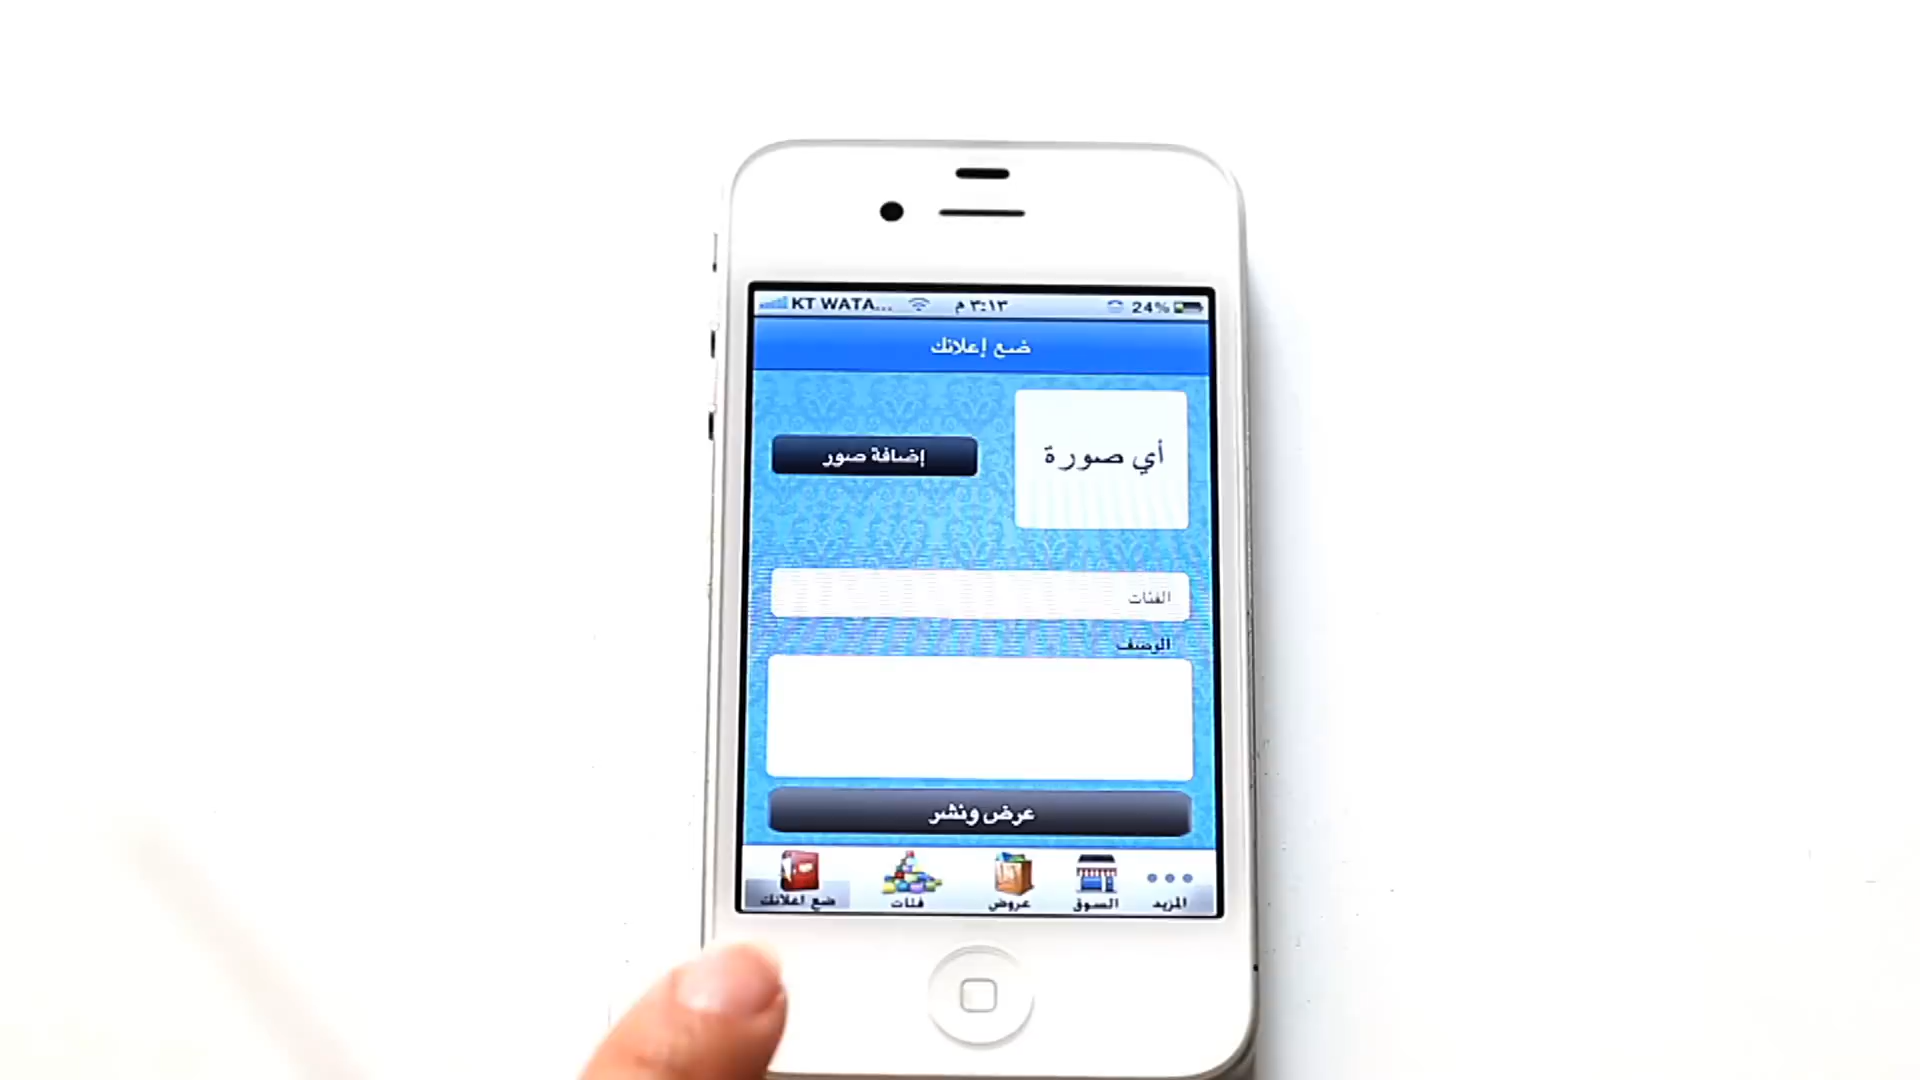 KT WATA... ٣:١٣ م 24%
ضع إعلانك
أي صورة
إضافة صور
الفئات
الوصف
عرض ونشر
ضع اعلانك فئات عروض السوق المزيد